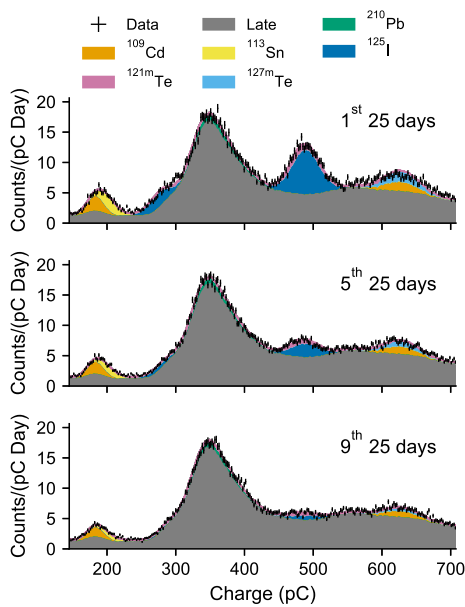 Data Late ²¹⁰Pb
¹⁰⁹Cd ¹¹³Sn ¹²⁵I
¹²¹ᵐTe ¹²⁷ᵐTe
Counts/(pC Day)
20
15
10
5
0
1ˢᵗ 25 days
Counts/(pC Day)
20
15
10
5
0
5ᵗʰ 25 days
Counts/(pC Day)
20
15
10
5
0
9ᵗʰ 25 days
200 300 400 500 600 700
Charge (pC)